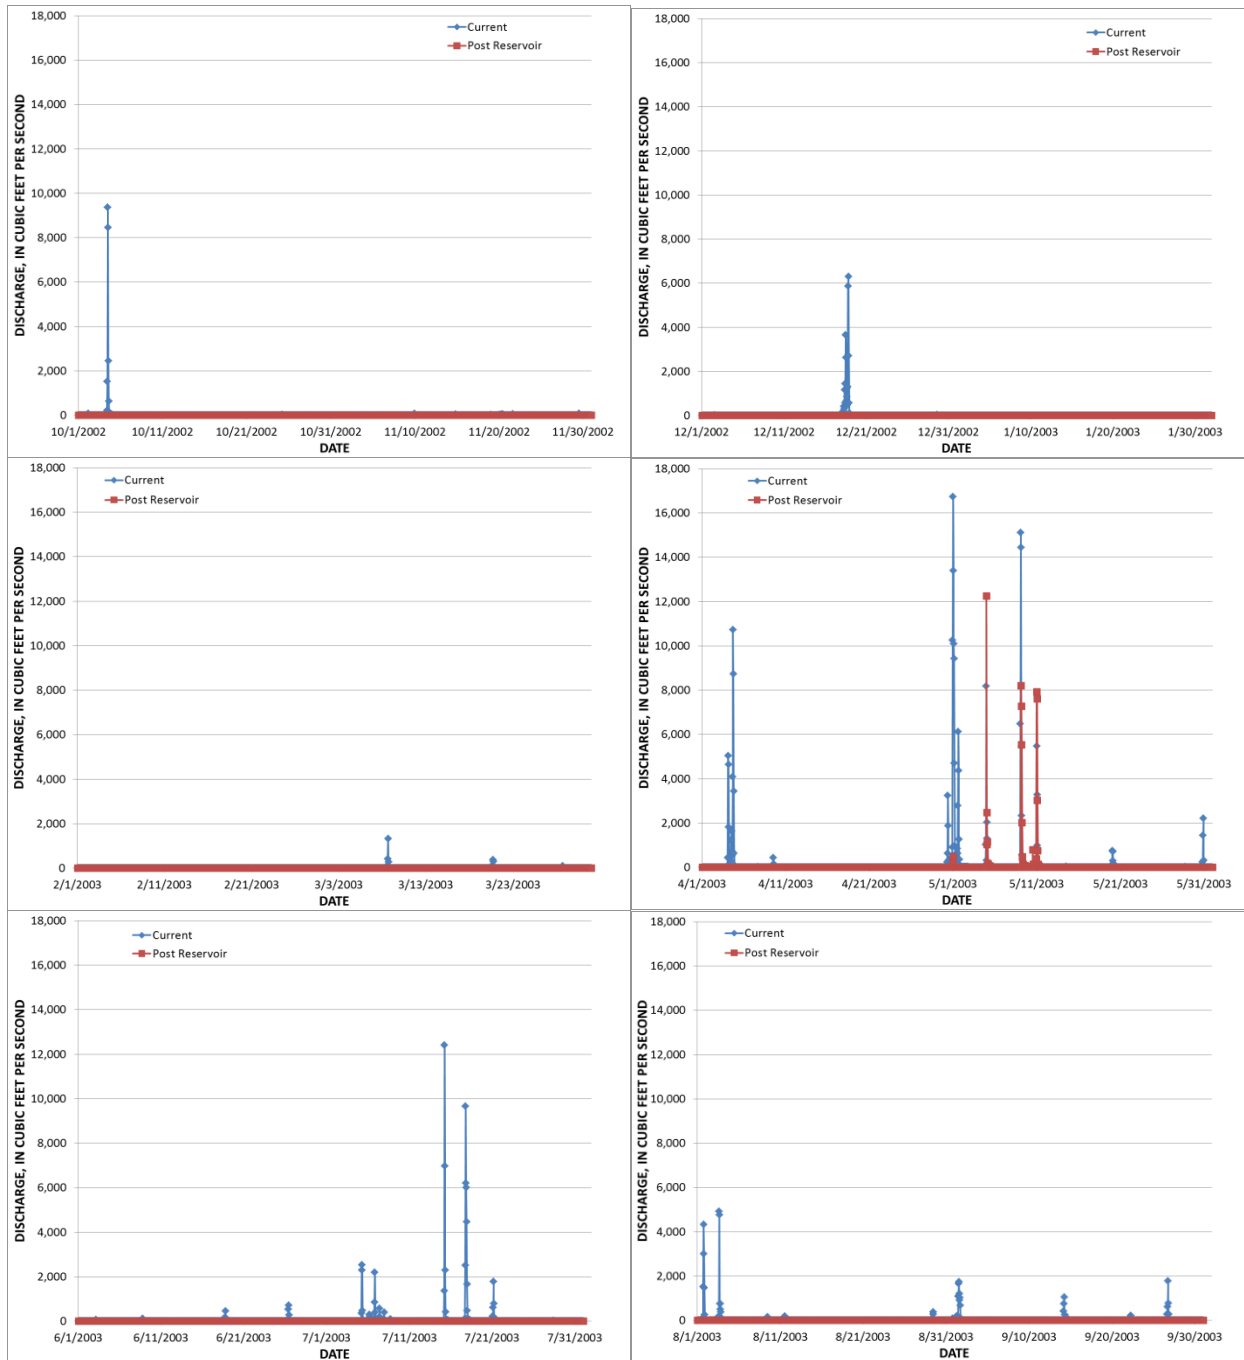 18,000
16,000
14,000
12,000
10,000
8,000
6,000
4,000
2,000
0
DISCHARGE, IN CUBIC FEET PER SECOND
Current
Post Reservoir
10/1/2002 10/11/2002 10/21/2002 10/31/2002 11/10/2002 11/20/2002 11/30/2002
DATE
18,000
16,000
14,000
12,000
10,000
8,000
6,000
4,000
2,000
0
DISCHARGE, IN CUBIC FEET PER SECOND
Current
Post Reservoir
12/1/2002 12/11/2002 12/21/2002 12/31/2002 1/10/2003 1/20/2003 1/30/2003
DATE
18,000
16,000
14,000
12,000
10,000
8,000
6,000
4,000
2,000
0
DISCHARGE, IN CUBIC FEET PER SECOND
Current
Post Reservoir
2/1/2003 2/11/2003 2/21/2003 3/3/2003 3/13/2003 3/23/2003
DATE
18,000
16,000
14,000
12,000
10,000
8,000
6,000
4,000
2,000
0
DISCHARGE, IN CUBIC FEET PER SECOND
Current
Post Reservoir
4/1/2003 4/11/2003 4/21/2003 5/1/2003 5/11/2003 5/21/2003 5/31/2003
DATE
18,000
16,000
14,000
12,000
10,000
8,000
6,000
4,000
2,000
0
DISCHARGE, IN CUBIC FEET PER SECOND
Current
Post Reservoir
6/1/2003 6/11/2003 6/21/2003 7/1/2003 7/11/2003 7/21/2003 7/31/2003
DATE
18,000
16,000
14,000
12,000
10,000
8,000
6,000
4,000
2,000
0
DISCHARGE, IN CUBIC FEET PER SECOND
Current
Post Reservoir
8/1/2003 8/11/2003 8/21/2003 8/31/2003 9/10/2003 9/20/2003 9/30/2003
DATE